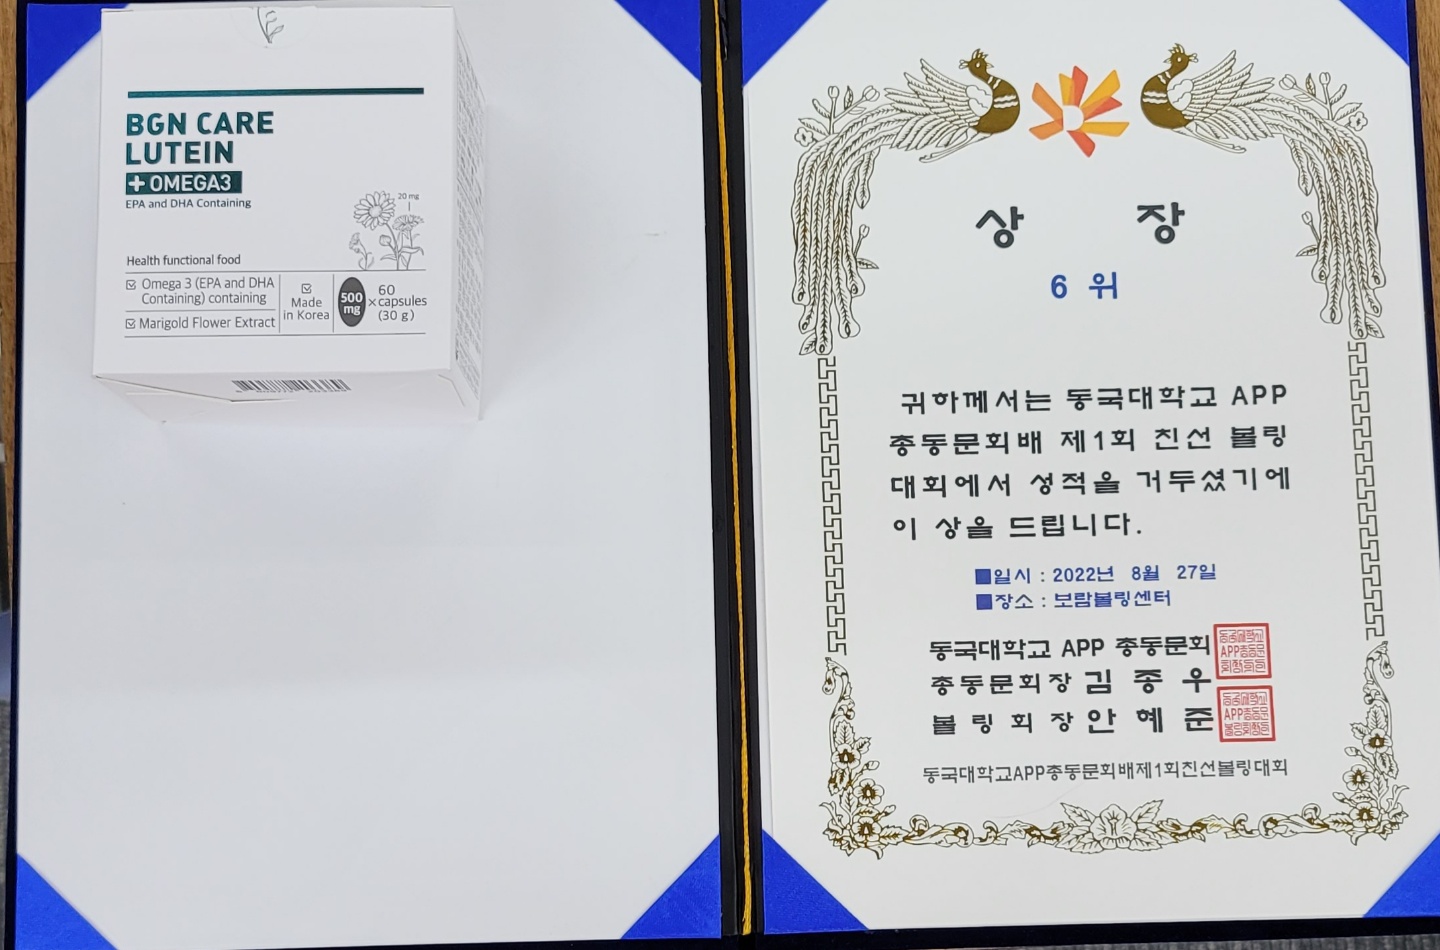 BGN CARE
LUTEIN
+ OMEGA3
EPA and DHA Containing
20 mg
Health functional food
Omega 3 (EPA and DHA
Containing) containing
Marigold Flower Extract
Made
in Korea
500
mg
60
×capsules
(30 g)
상 장
6 위
귀하께서는 동국대학교 APP
총동문회배 제1회 친선 볼링
대회에서 성적을 거두셨기에
이 상을 드립니다.
■일시 : 2022년 8월 27일
■장소 : 보람볼링센터
동국대학교 APP 총동문회
총동문회장 김 종 우
볼 링 회 장 안 혜 준
동국대학교APP총동문회배제1회친선볼링대회